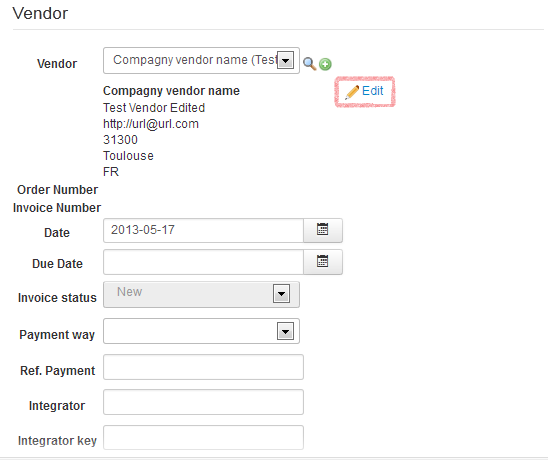 Vendor
Vendor Compagny vendor name (Test
Compagny vendor name Edit
Test Vendor Edited
http://url@url.com
31300
Toulouse
FR
Order Number
Invoice Number
Date 2013-05-17
Due Date
Invoice status New
Payment way
Ref. Payment
Integrator
Integrator key